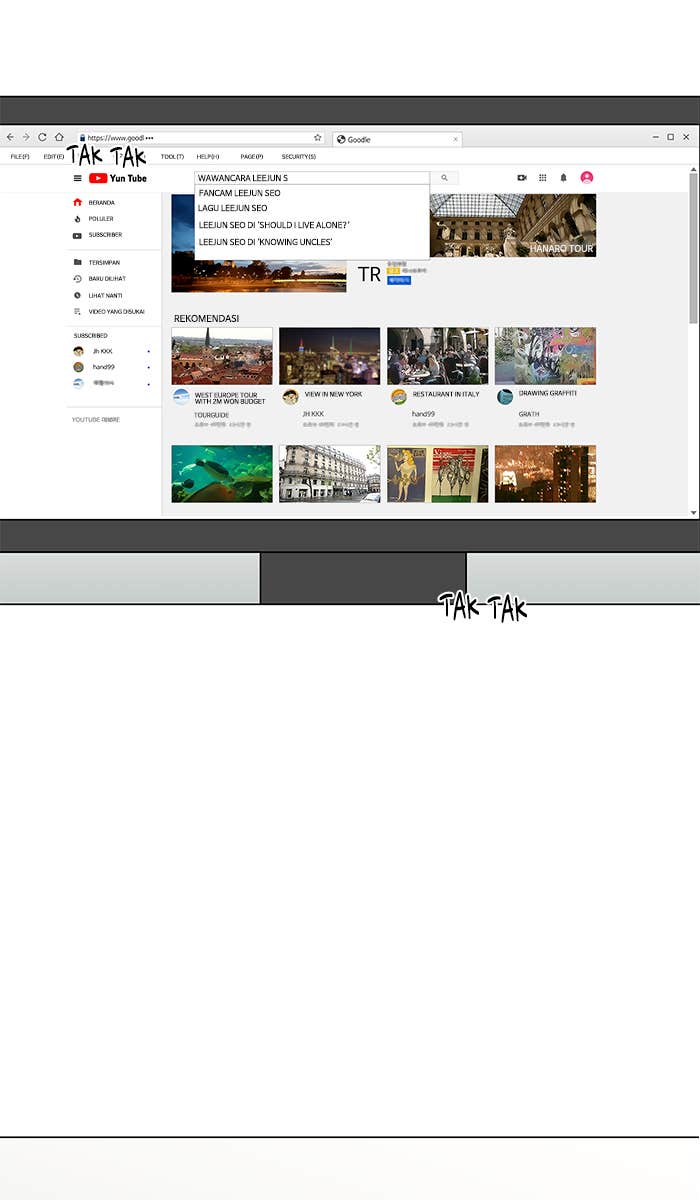 https://www.goodl •••
Goodle
FILE(F) EDIT(E) TOOL(T) HELP(H) PAGE(P) SECURITY(S)
TAK TAK
Yun Tube
WAWANCARA LEEJUN S
FANCAM LEEJUN SEO
LAGU LEEJUN SEO
LEEJUN SEO DI 'SHOULD I LIVE ALONE?'
LEEJUN SEO DI 'KNOWING UNCLES'
BERANDA
POLULER
SUBSCRIBER
TERSIMPAN
BARU DILIHAT
LIHAT NANTI
VIDEO YANG DISUKAI
SUBSCRIBED
Jh KKK
hand99
YOUTUBE
HANARO TOUR
TR
REKOMENDASI
WEST EUROPE TOUR
WITH 2M WON BUDGET
TOURGUIDE
VIEW IN NEW YORK
JH KKK
RESTAURANT IN ITALY
hand99
DRAWING GRAFFITI
GRATH
TAK TAK